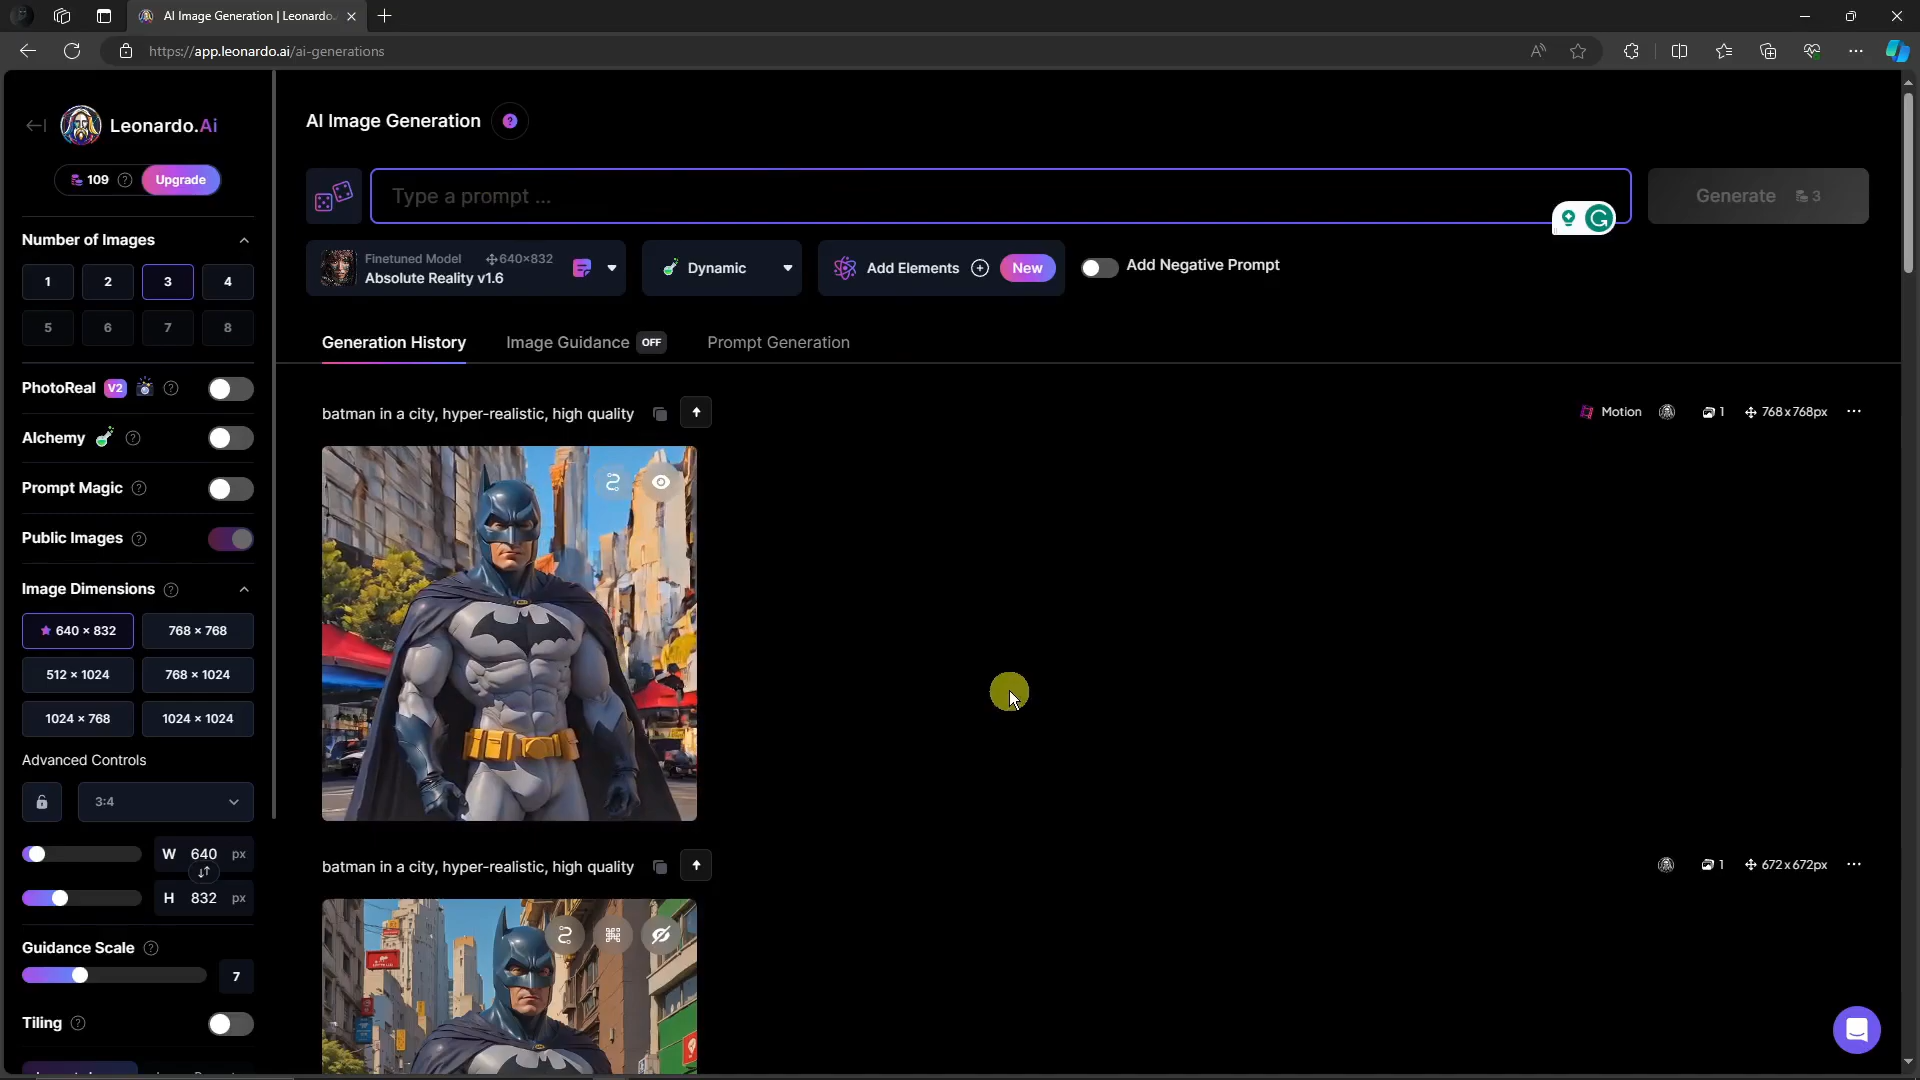 AI Image Generation | Leonardo.
https://app.leonardo.ai/ai-generations
Leonardo.Ai
109
Upgrade
Number of Images
1 2 3 4
5 6 7 8
PhotoReal V2
Alchemy
Prompt Magic
Public Images
Image Dimensions
640 × 832 768 × 768
512 × 1024 768 × 1024
1024 × 768 1024 × 1024
Advanced Controls
3:4
W 640 px
H 832 px
Guidance Scale
7
Tiling
AI Image Generation
Type a prompt ...
Generate 3
Finetuned Model 640×832
Absolute Reality v1.6
Dynamic
Add Elements
New
Add Negative Prompt
Generation History
Image Guidance OFF
Prompt Generation
batman in a city, hyper-realistic, high quality
Motion 1 768x768px
batman in a city, hyper-realistic, high quality
1 672x672px